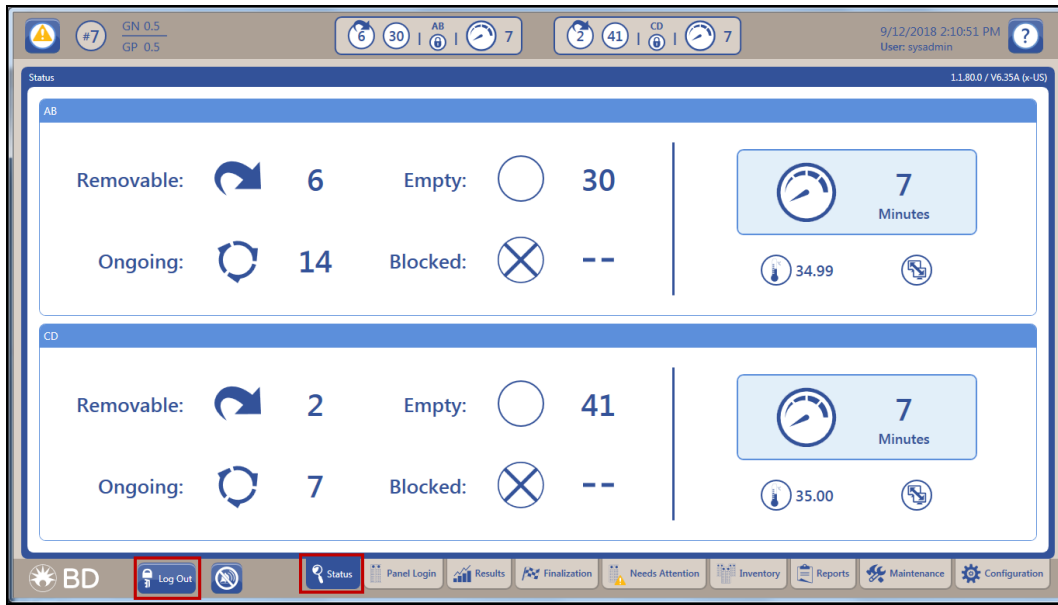 #7 GN 0.5
GP 0.5
6 30 | AB | 7
2 41 | CD | 7
9/12/2018 2:10:51 PM
User: sysadmin
?
Status 1.1.80.0 / V6.35A (x-US)
AB
Removable: 6 Empty: 30
7
Minutes
Ongoing: 14 Blocked: --
34.99
CD
Removable: 2 Empty: 41
7
Minutes
Ongoing: 7 Blocked: --
35.00
BD Log Out Status Panel Login Results Finalization Needs Attention Inventory Reports Maintenance Configuration